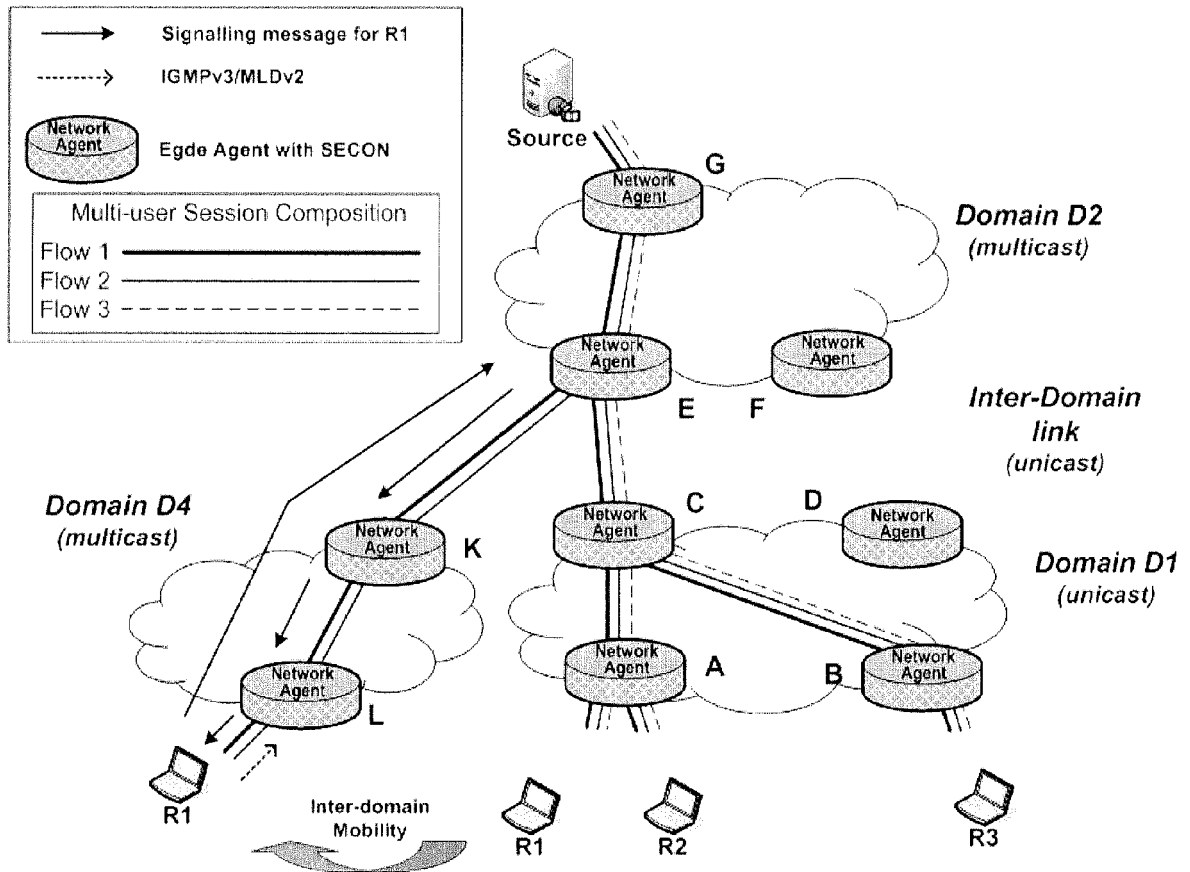 Signalling message for R1
IGMPv3/MLDv2
Network
Agent
Egde Agent with SECON
Multi-user Session Composition
Flow 1
Flow 2
Flow 3
Source
G
Network
Agent
Domain D2
(multicast)
Network
Agent
Network
Agent
E
F
Inter-Domain
link
(unicast)
Domain D4
(multicast)
C
D
Network
Agent
Network
Agent
Network
Agent
K
Domain D1
(unicast)
Network
Agent
A
B
Network
Agent
Network
Agent
L
R1
Inter-domain
Mobility
R1
R2
R3